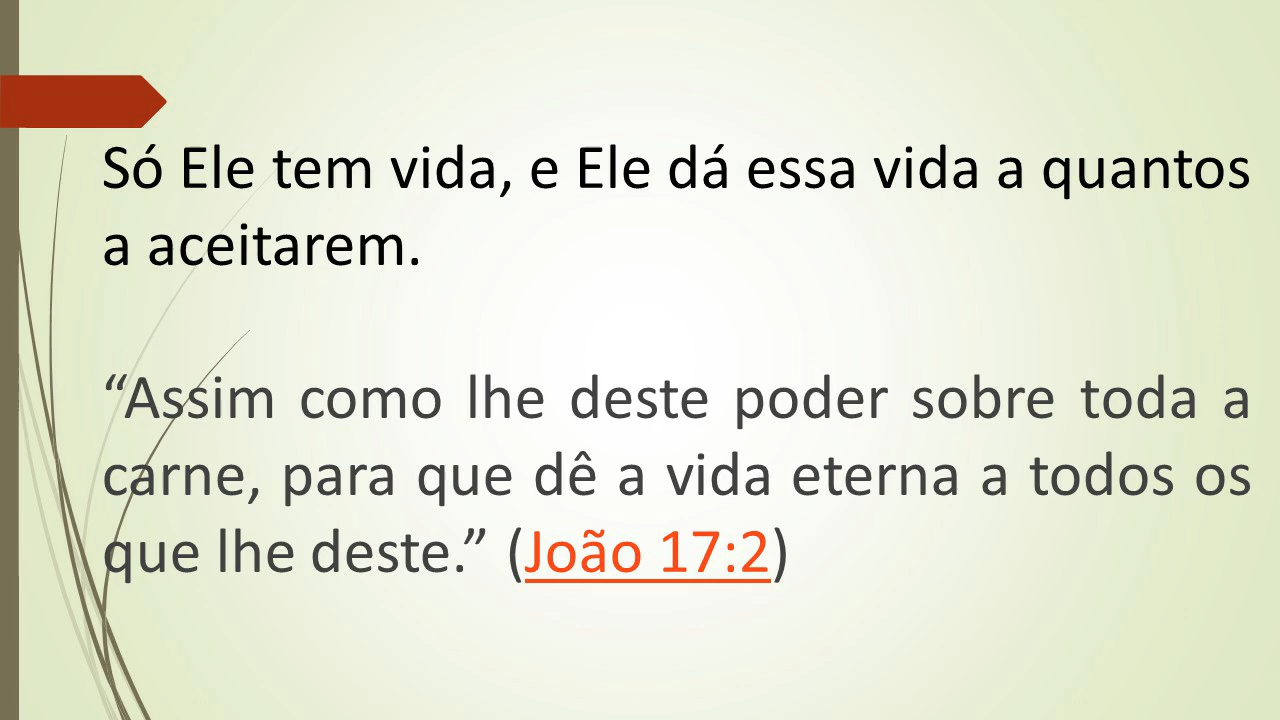 Só Ele tem vida, e Ele dá essa vida a quantos
a aceitarem.
“Assim como lhe deste poder sobre toda a
carne, para que dê a vida eterna a todos os
que lhe deste.” (João 17:2)